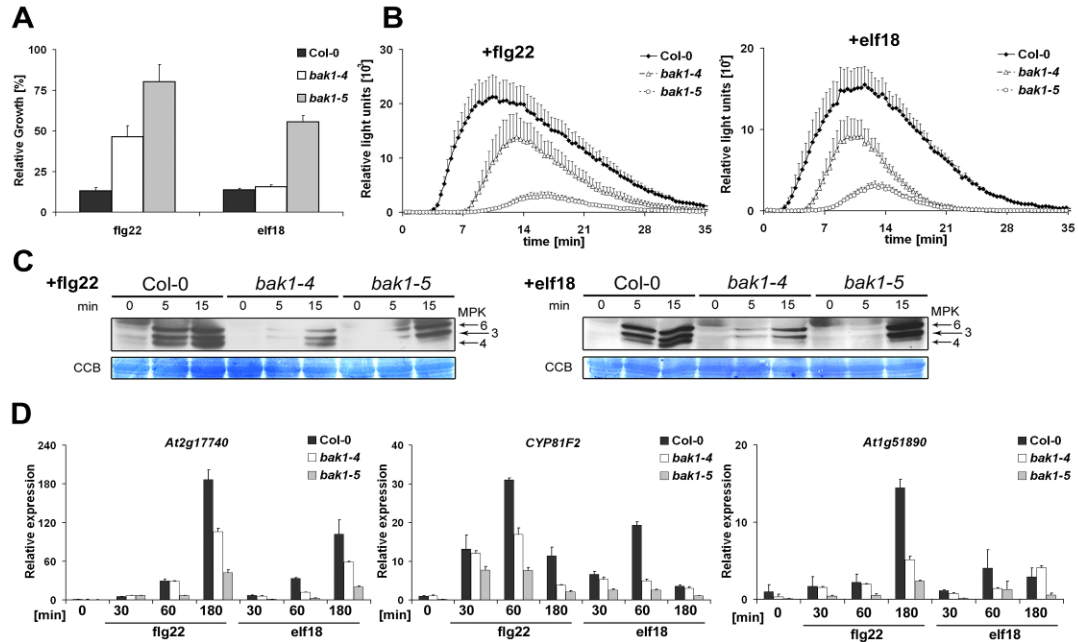 A
Relative Growth [%]
100
75
50
25
0
flg22
elf18
Col-0
bak1-4
bak1-5
B
+flg22
Relative light units [10³]
30
20
10
0
0 7 14 21 28 35
time [min]
Col-0
bak1-4
bak1-5
+elf18
20
10
0
0 7 14 21 28 35
time [min]
Col-0
bak1-4
bak1-5
C
+flg22 Col-0 bak1-4 bak1-5
min 0 5 15 0 5 15 0 5 15 MPK
6
3
4
CCB
+elf18 Col-0 bak1-4 bak1-5
min 0 5 15 0 5 15 0 5 15 MPK
6
3
4
CCB
D
At2g17740
Relative expression
240
180
120
60
0
[min] 0 30 60 180 30 60 180
flg22 elf18
Col-0
bak1-4
bak1-5
CYP81F2
Relative expression
40
30
20
10
0
0 30 60 180 30 60 180
flg22 elf18
Col-0
bak1-4
bak1-5
At1g51890
Relative expression
20
10
0
[min] 0 30 60 180 30 60 180
flg22 elf18
Col-0
bak1-4
bak1-5